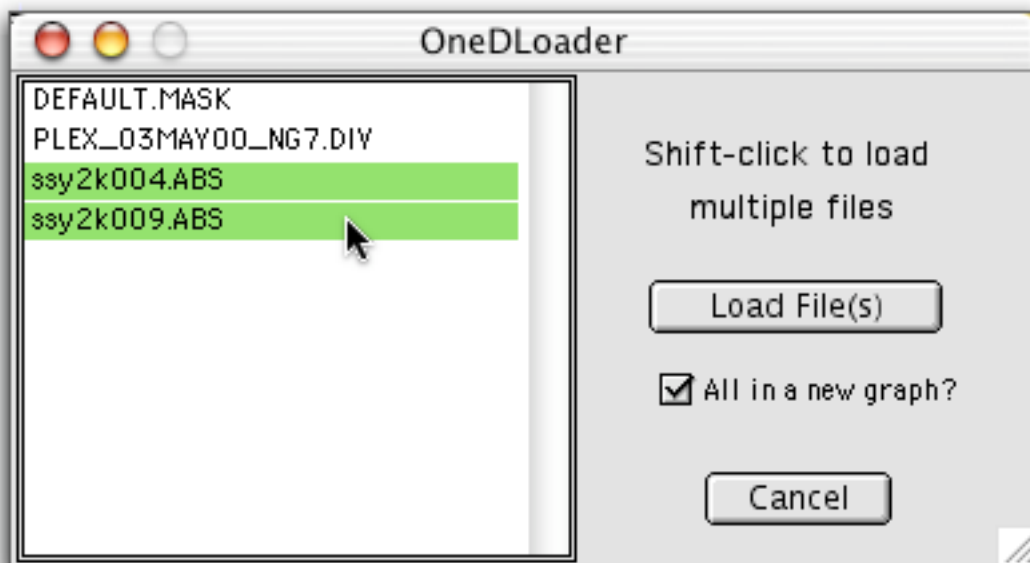 OneDLoader
DEFAULT.MASK
PLEX_03MAY00_NG7.DIV
ssy2k004.ABS
ssy2k009.ABS
Shift-click to load
multiple files
Load File(s)
All in a new graph?
Cancel